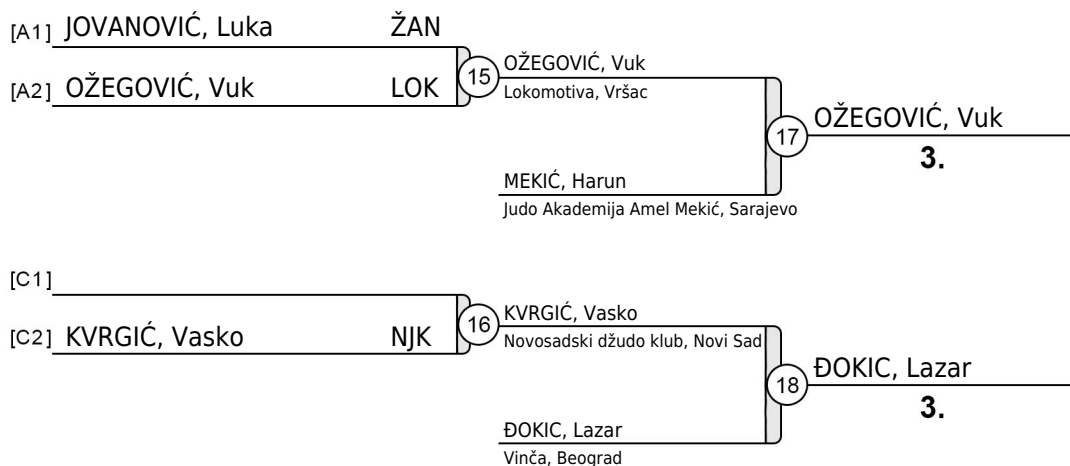 [A1] JOVANOVIĆ, Luka ŽAN
[A2] OŽEGOVIĆ, Vuk LOK
15
OŽEGOVIĆ, Vuk
Lokomotiva, Vršac
MEKIĆ, Harun
Judo Akademija Amel Mekić, Sarajevo
17
OŽEGOVIĆ, Vuk
3.
[C1]
[C2] KVRGIĆ, Vasko NJK
16
KVRGIĆ, Vasko
Novosadski džudo klub, Novi Sad
ĐOKIC, Lazar
Vinča, Beograd
18
ĐOKIC, Lazar
3.